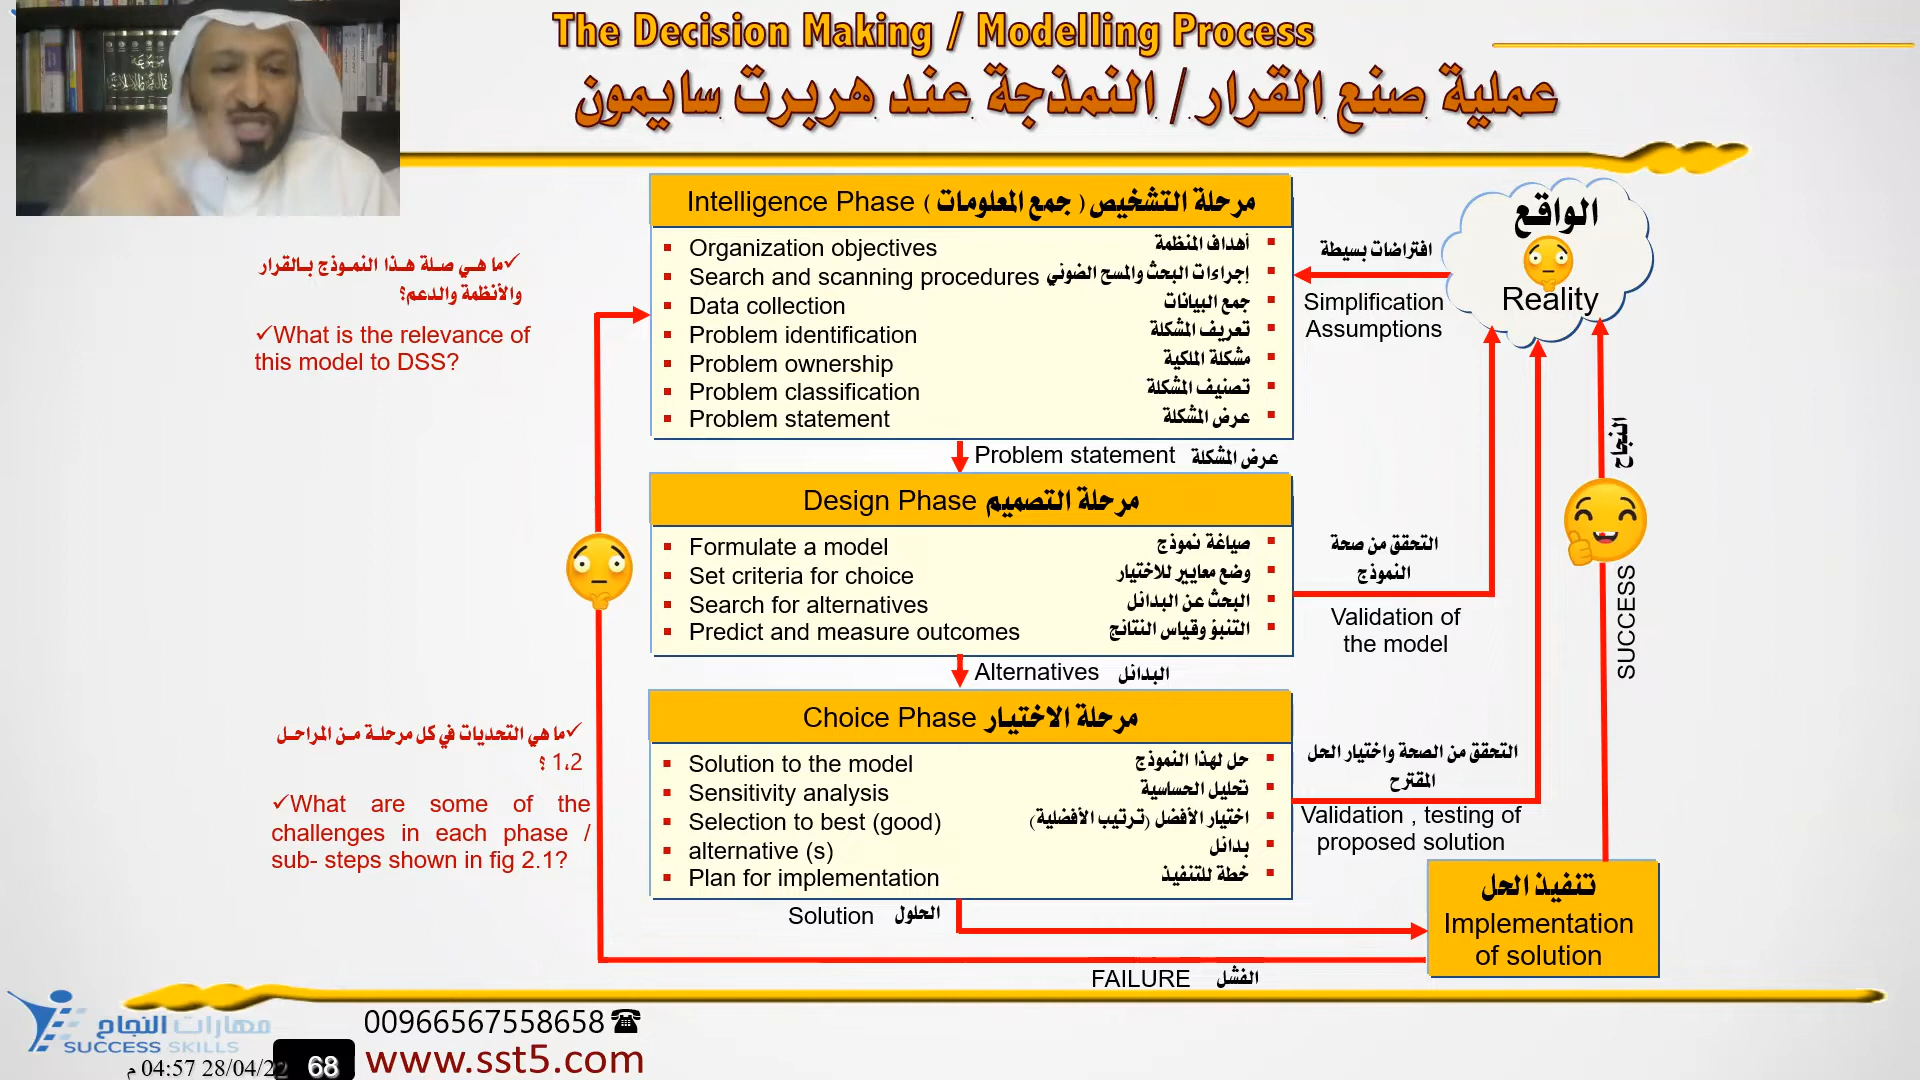 The Decision Making / Modelling Process
عملية صنع القرار / النمذجة عند هربرت سايمون
Intelligence Phase مرحلة التشخيص ( جمع المعلومات )
Organization objectives أهداف المنظمة
Search and scanning procedures إجراءات البحث والمسح الضوئي
Data collection جمع البيانات
Problem identification تعريف المشكلة
Problem ownership مشكلة الملكية
Problem classification تصنيف المشكلة
Problem statement عرض المشكلة
افتراضات بسيطة
Simplification
Assumptions
الواقع
Reality
✓ما هي صلة هذا النموذج بالقرار
والأنظمة والدعم؟
✓What is the relevance of
this model to DSS?
Problem statement عرض المشكلة
Design Phase مرحلة التصميم
Formulate a model صياغة نموذج
Set criteria for choice وضع معايير للاختيار
Search for alternatives البحث عن البدائل
Predict and measure outcomes التنبؤ وقياس النتائج
التحقق من صحة
النموذج
Validation of
the model
النجاح
SUCCESS
Alternatives البدائل
Choice Phase مرحلة الاختيار
Solution to the model حل لهذا النموذج
Sensitivity analysis تحليل الحساسية
Selection to best (good) اختيار الأفضل (ترتيب الأفضلية)
alternative (s) بدائل
Plan for implementation خطة للتنفيذ
التحقق من الصحة واختيار الحل
المقترح
Validation , testing of
proposed solution
✓ما هي التحديات في كل مرحلة من المراحل
1،2 ؟
✓What are some of the
challenges in each phase /
sub- steps shown in fig 2.1?
Solution الحلول
تنفيذ الحل
Implementation
of solution
FAILURE الفشل
مهارات النجاح
SUCCESS SKILLS
00966567558658
www.sst5.com
04:57 28/04/22 م
68